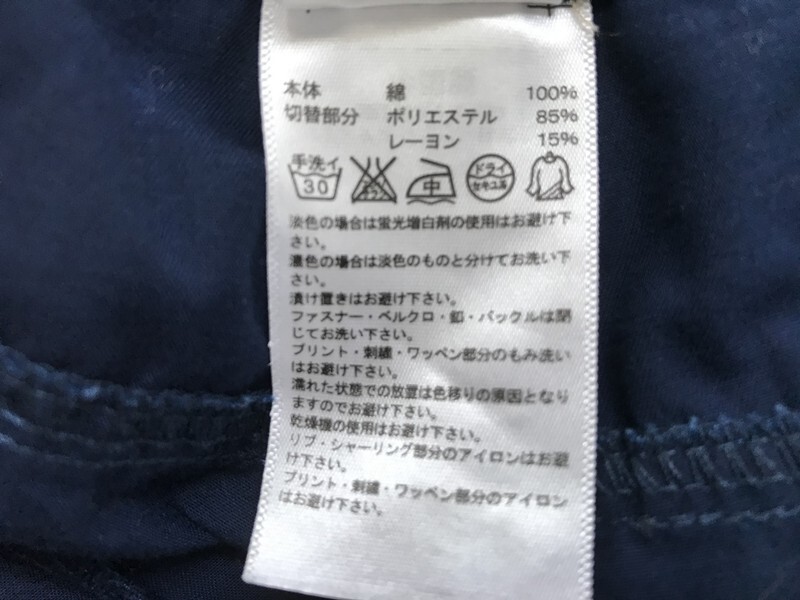 本体 綿 100%
切替部分 ポリエステル 85%
レーヨン 15%
手洗イ 30 エンソサラシ 中 ドライ セキユ系
淡色の場合は蛍光増白剤の使用はお避け下
さい。
濃色の場合は淡色のものと分けてお洗い下
さい。
漬け置きはお避け下さい。
ファスナー・ベルクロ・釦・バックルは閉
じてお洗い下さい。
プリント・刺繍・ワッペン部分のもみ洗い
はお避け下さい。
濡れた状態での放置は色移りの原因となり
ますのでお避け下さい。
乾燥機の使用はお避け下さい。
リブ・シャーリング部分のアイロンはお避
け下さい。
プリント・刺繍・ワッペン部分のアイロン
はお避け下さい。